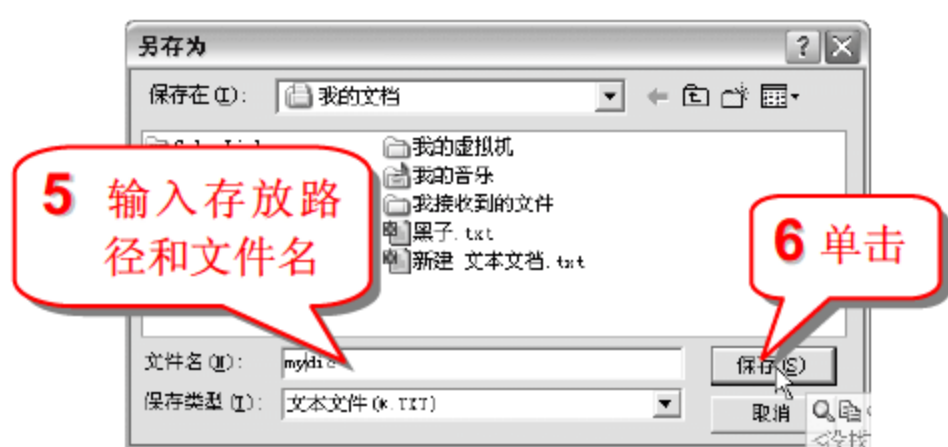 另存为
保存在(I):
我的文档
我的虚拟机
我的音乐
我接收到的文件
黑子.txt
新建 文本文档.txt
5 输入存放路
径和文件名
6 单击
文件名(N):
保存(S)
保存类型(T):
文本文件(*.TXT)
取消